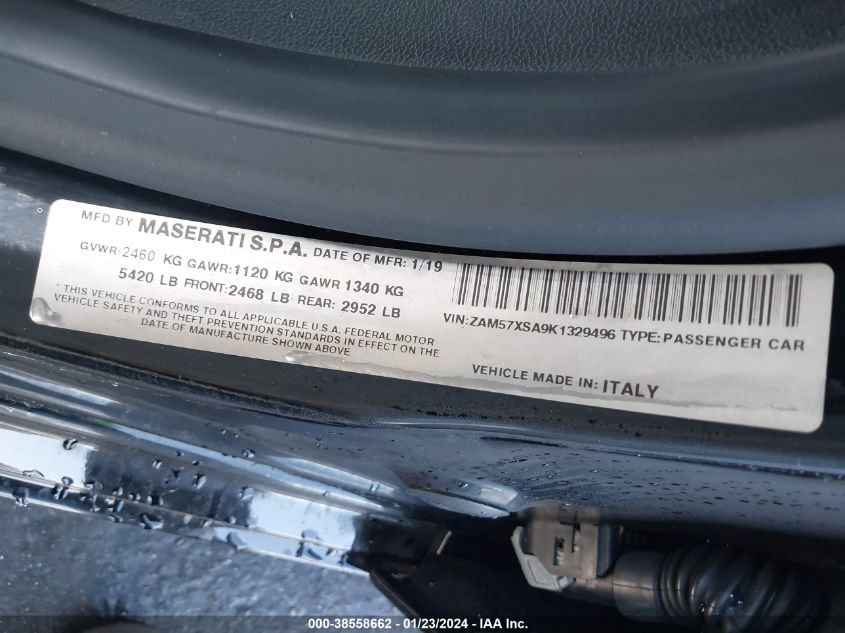 MFD BY MASERATI S.P.A. DATE OF MFR: 1/19
GVWR:2460 KG GAWR:1120 KG GAWR 1340 KG
5420 LB FRONT:2468 LB REAR: 2952 LB
* THIS VEHICLE CONFORMS TO ALL APPLICABLE U.S.A. FEDERAL MOTOR
VEHICLE SAFETY AND THEFT PREVENTION STANDARDS IN EFFECT ON THE
DATE OF MANUFACTURE SHOWN ABOVE
VIN:ZAM57XSA9K1329496 TYPE:PASSENGER CAR
VEHICLE MADE IN: ITALY
000-38558662 - 01/23/2024 - IAA Inc.